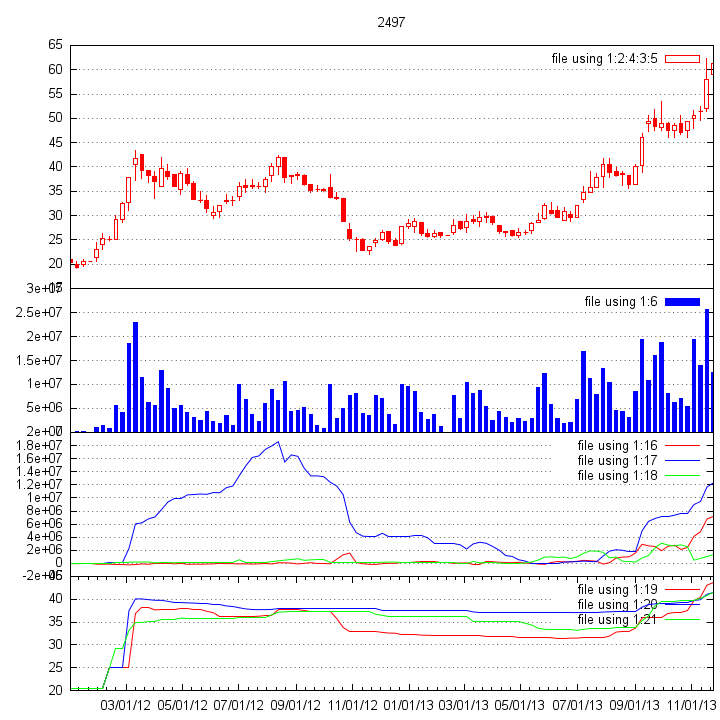 2497
65
file using 1:2:4:3:5
60
55
50
45
40
35
30
25
20
3e+07
file using 1:6
2.5e+07
2e+07
1.5e+07
1e+07
5e+06
2e+07
file using 1:16
1.8e+07
file using 1:17
1.6e+07
file using 1:18
1.4e+07
1.2e+07
1e+07
8e+06
6e+06
4e+06
2e+06
0
-2e+06
file using 1:19
40
file using 1:20
file using 1:21
35
30
25
20
03/01/12 05/01/12 07/01/12 09/01/12 11/01/12 01/01/13 03/01/13 05/01/13 07/01/13 09/01/13 11/01/13